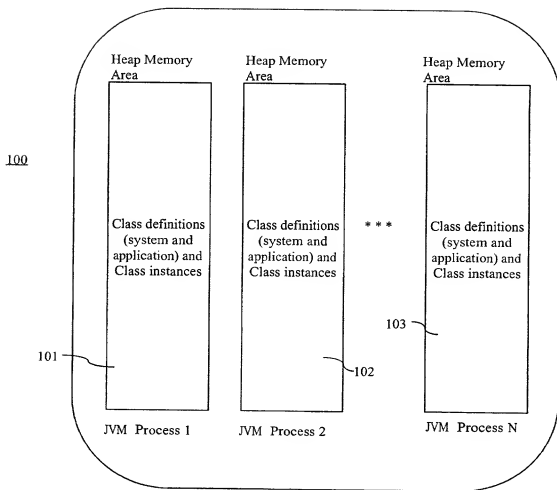 Heap Memory
Area
Heap Memory
Area
Heap Memory
Area
100
Class definitions
(system and
application) and
Class instances
Class definitions
(system and
application) and
Class instances
* * *
Class definitions
(system and
application) and
Class instances
101
102
103
JVM Process 1
JVM Process 2
JVM Process N